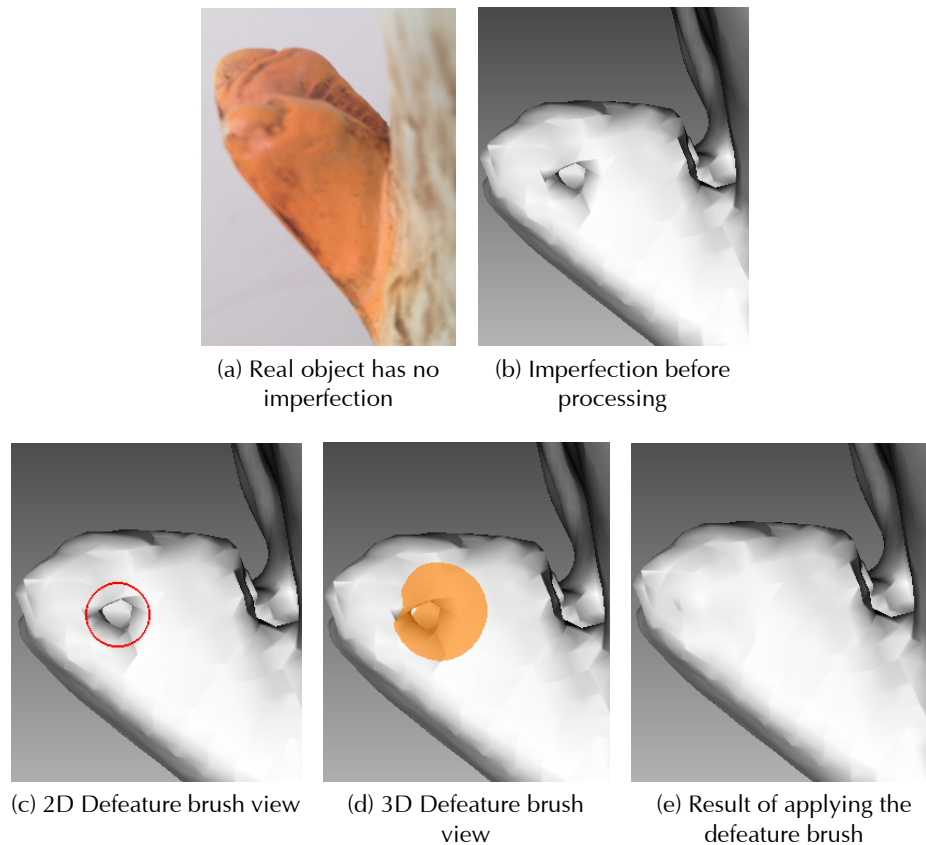 (a) Real object has no
imperfection
(b) Imperfection before
processing
(c) 2D Defeature brush view
(d) 3D Defeature brush
view
(e) Result of applying the
defeature brush